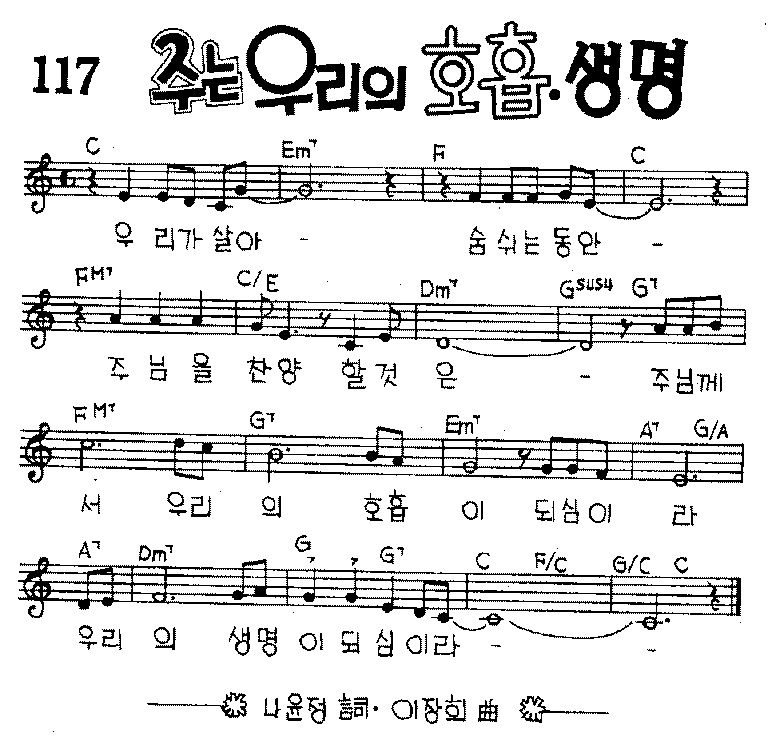 117 주는 우리의 호흡·생명
C Em7 F C
우 리가 살아 - 숨 쉬는 동안 -
FM7 C/E Dm7 Gsus4 G7
주 님 을 찬양 할것 은 - 주님께
FM7 G7 Em7 A7 G/A
서 우리 의 호흡 이 되심이 라
A7 Dm7 G G7 C F/C G/C C
우리 의 생명 이 되 심 이라 - -
나윤정 詞· 이장희 曲